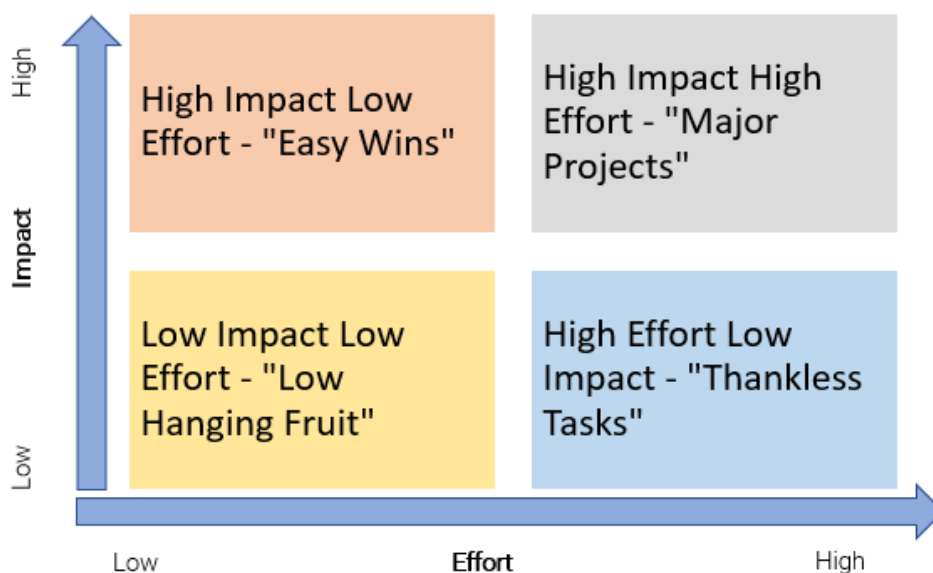 High
High Impact Low
Effort - "Easy Wins"
High Impact High
Effort - "Major
Projects"
Impact
Low Impact Low
Effort - "Low
Hanging Fruit"
High Effort Low
Impact - "Thankless
Tasks"
Low
Low
Effort
High